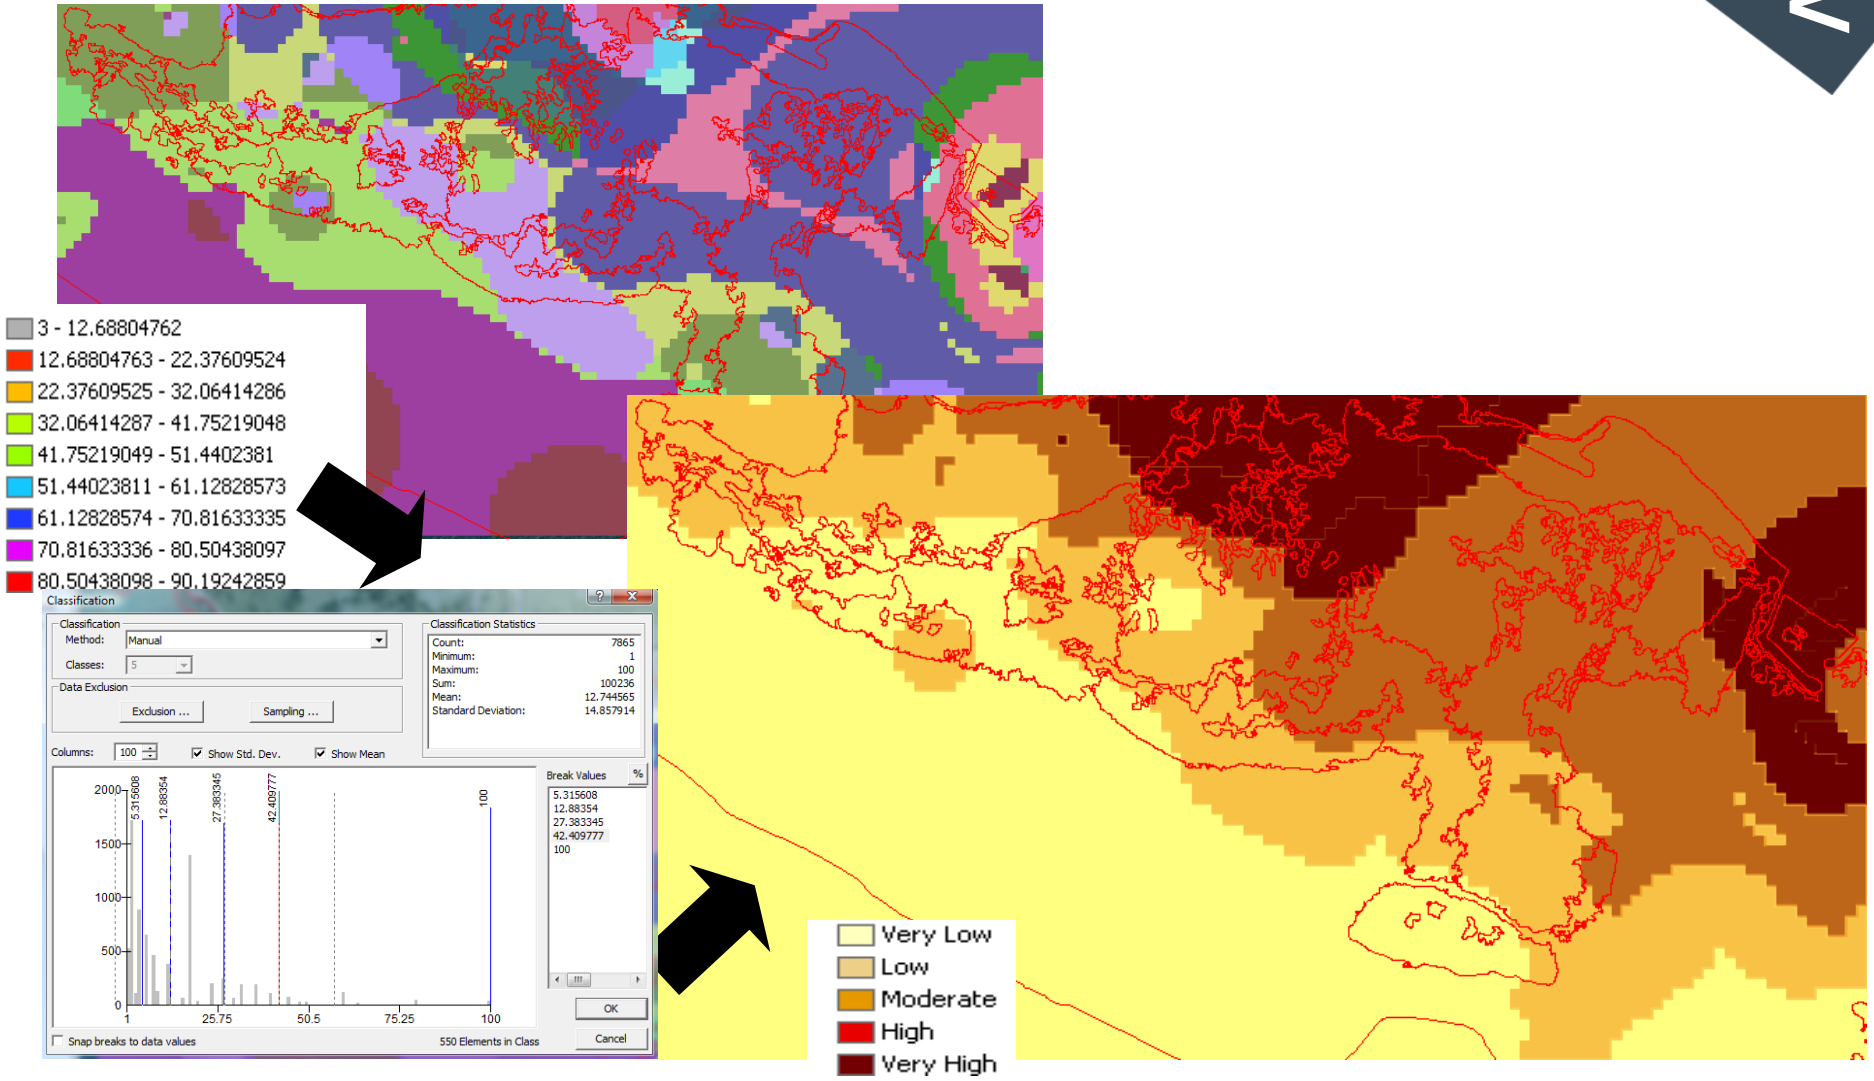 V
3 - 12.68804762
12.68804763 - 22.37609524
22.37609525 - 32.06414286
32.06414287 - 41.75219048
41.75219049 - 51.4402381
51.44023811 - 61.12828573
61.12828574 - 70.81633335
70.81633336 - 80.50438097
80.50438098 - 90.19242859
Classification
Classification
Method: Manual
Classes: 5
Data Exclusion
Exclusion ... Sampling ...
Classification Statistics
Count: 7865
Minimum: 1
Maximum: 100
Sum: 100236
Mean: 12.744565
Standard Deviation: 14.857914
Columns: 100 Show Std. Dev. Show Mean
Break Values %
5.315608
12.88354
27.383345
42.409777
100
5.315608
12.88354
27.383345
42.409777
100
2000
1500
1000
500
0
1 25.75 50.5 75.25 100
OK
Cancel
Snap breaks to data values
550 Elements in Class
Very Low
Low
Moderate
High
Very High